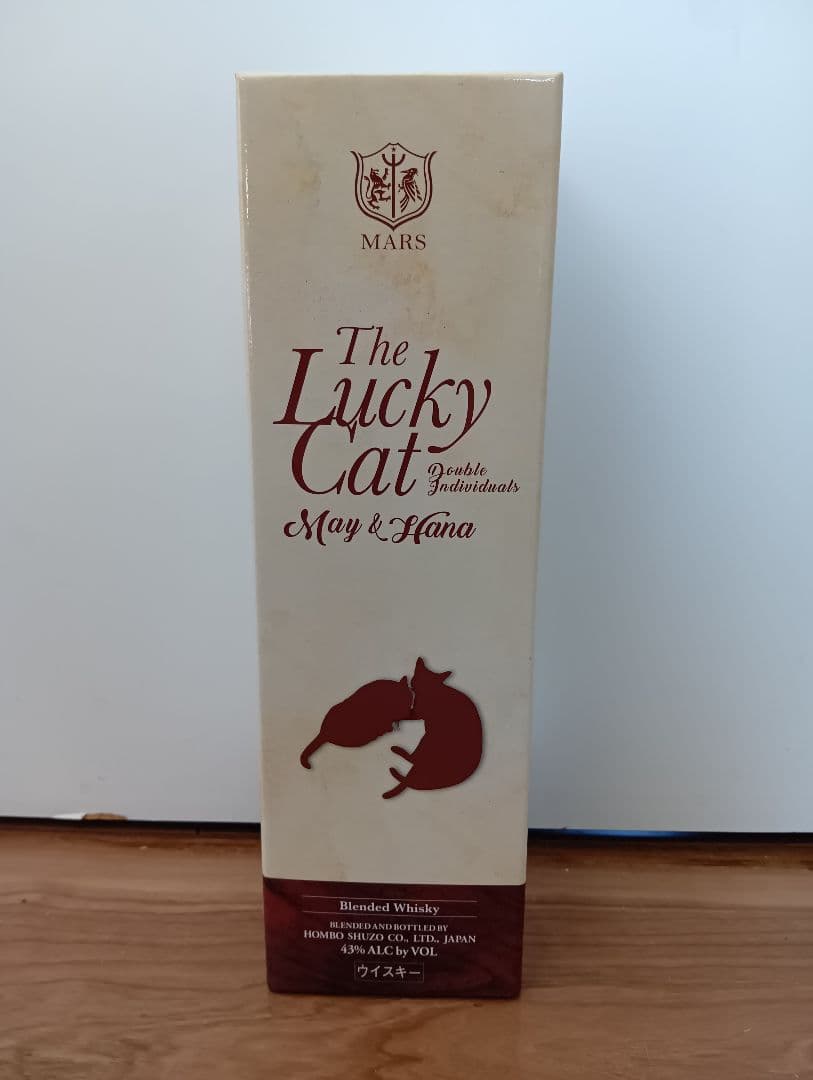 MARS
The
Lucky
Cat Double
Individuals
May & Hana
Blended Whisky
BLENDED AND BOTTLED BY
HOMBO SHUZO CO., LTD., JAPAN
43% ALC by VOL
ウイスキー